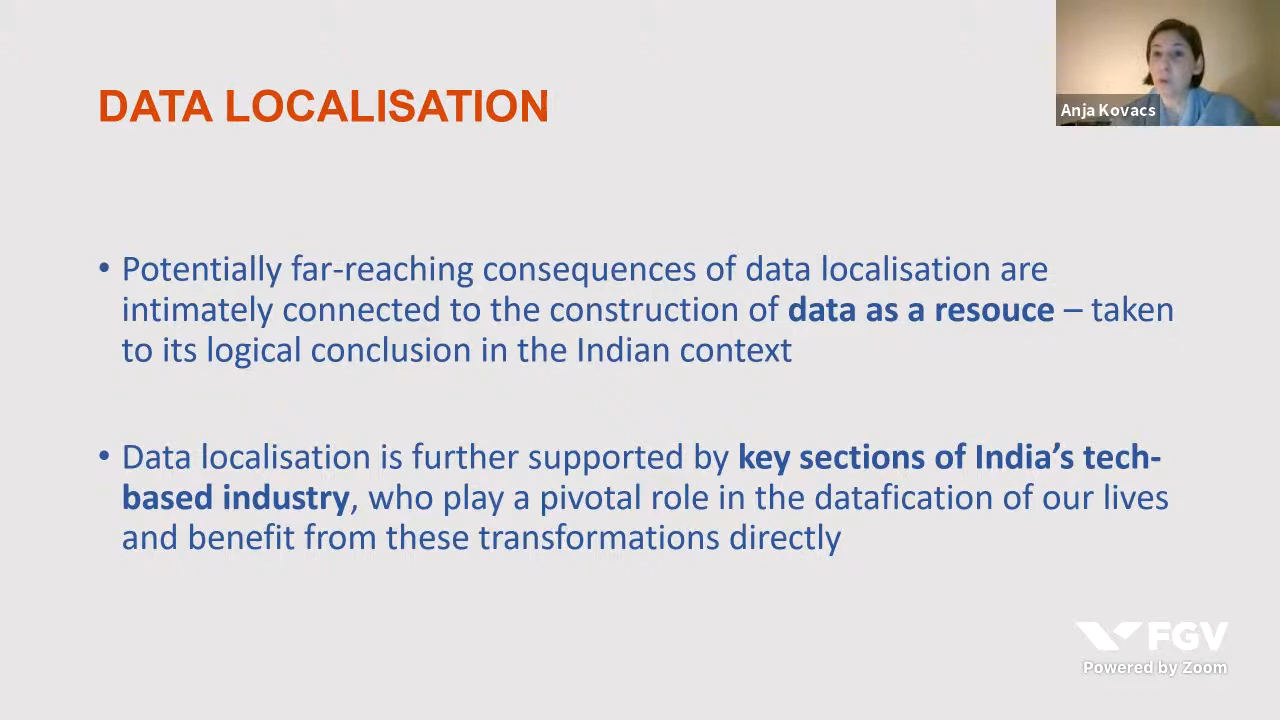 DATA LOCALISATION
Anja Kovacs
• Potentially far-reaching consequences of data localisation are
intimately connected to the construction of data as a resouce – taken
to its logical conclusion in the Indian context
• Data localisation is further supported by key sections of India’s tech-
based industry, who play a pivotal role in the datafication of our lives
and benefit from these transformations directly
FGV
Powered by Zoom